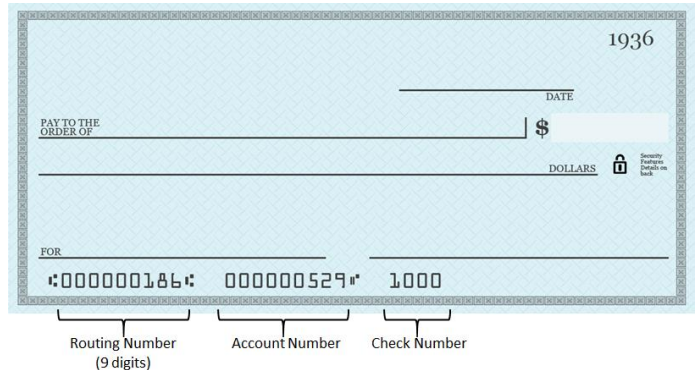 1936
DATE
PAY TO THE
ORDER OF
$
DOLLARS
Security
Features
Details on
back
FOR
⑆000000186⑆ 000000529⑈ 1000
Routing Number Account Number Check Number
(9 digits)